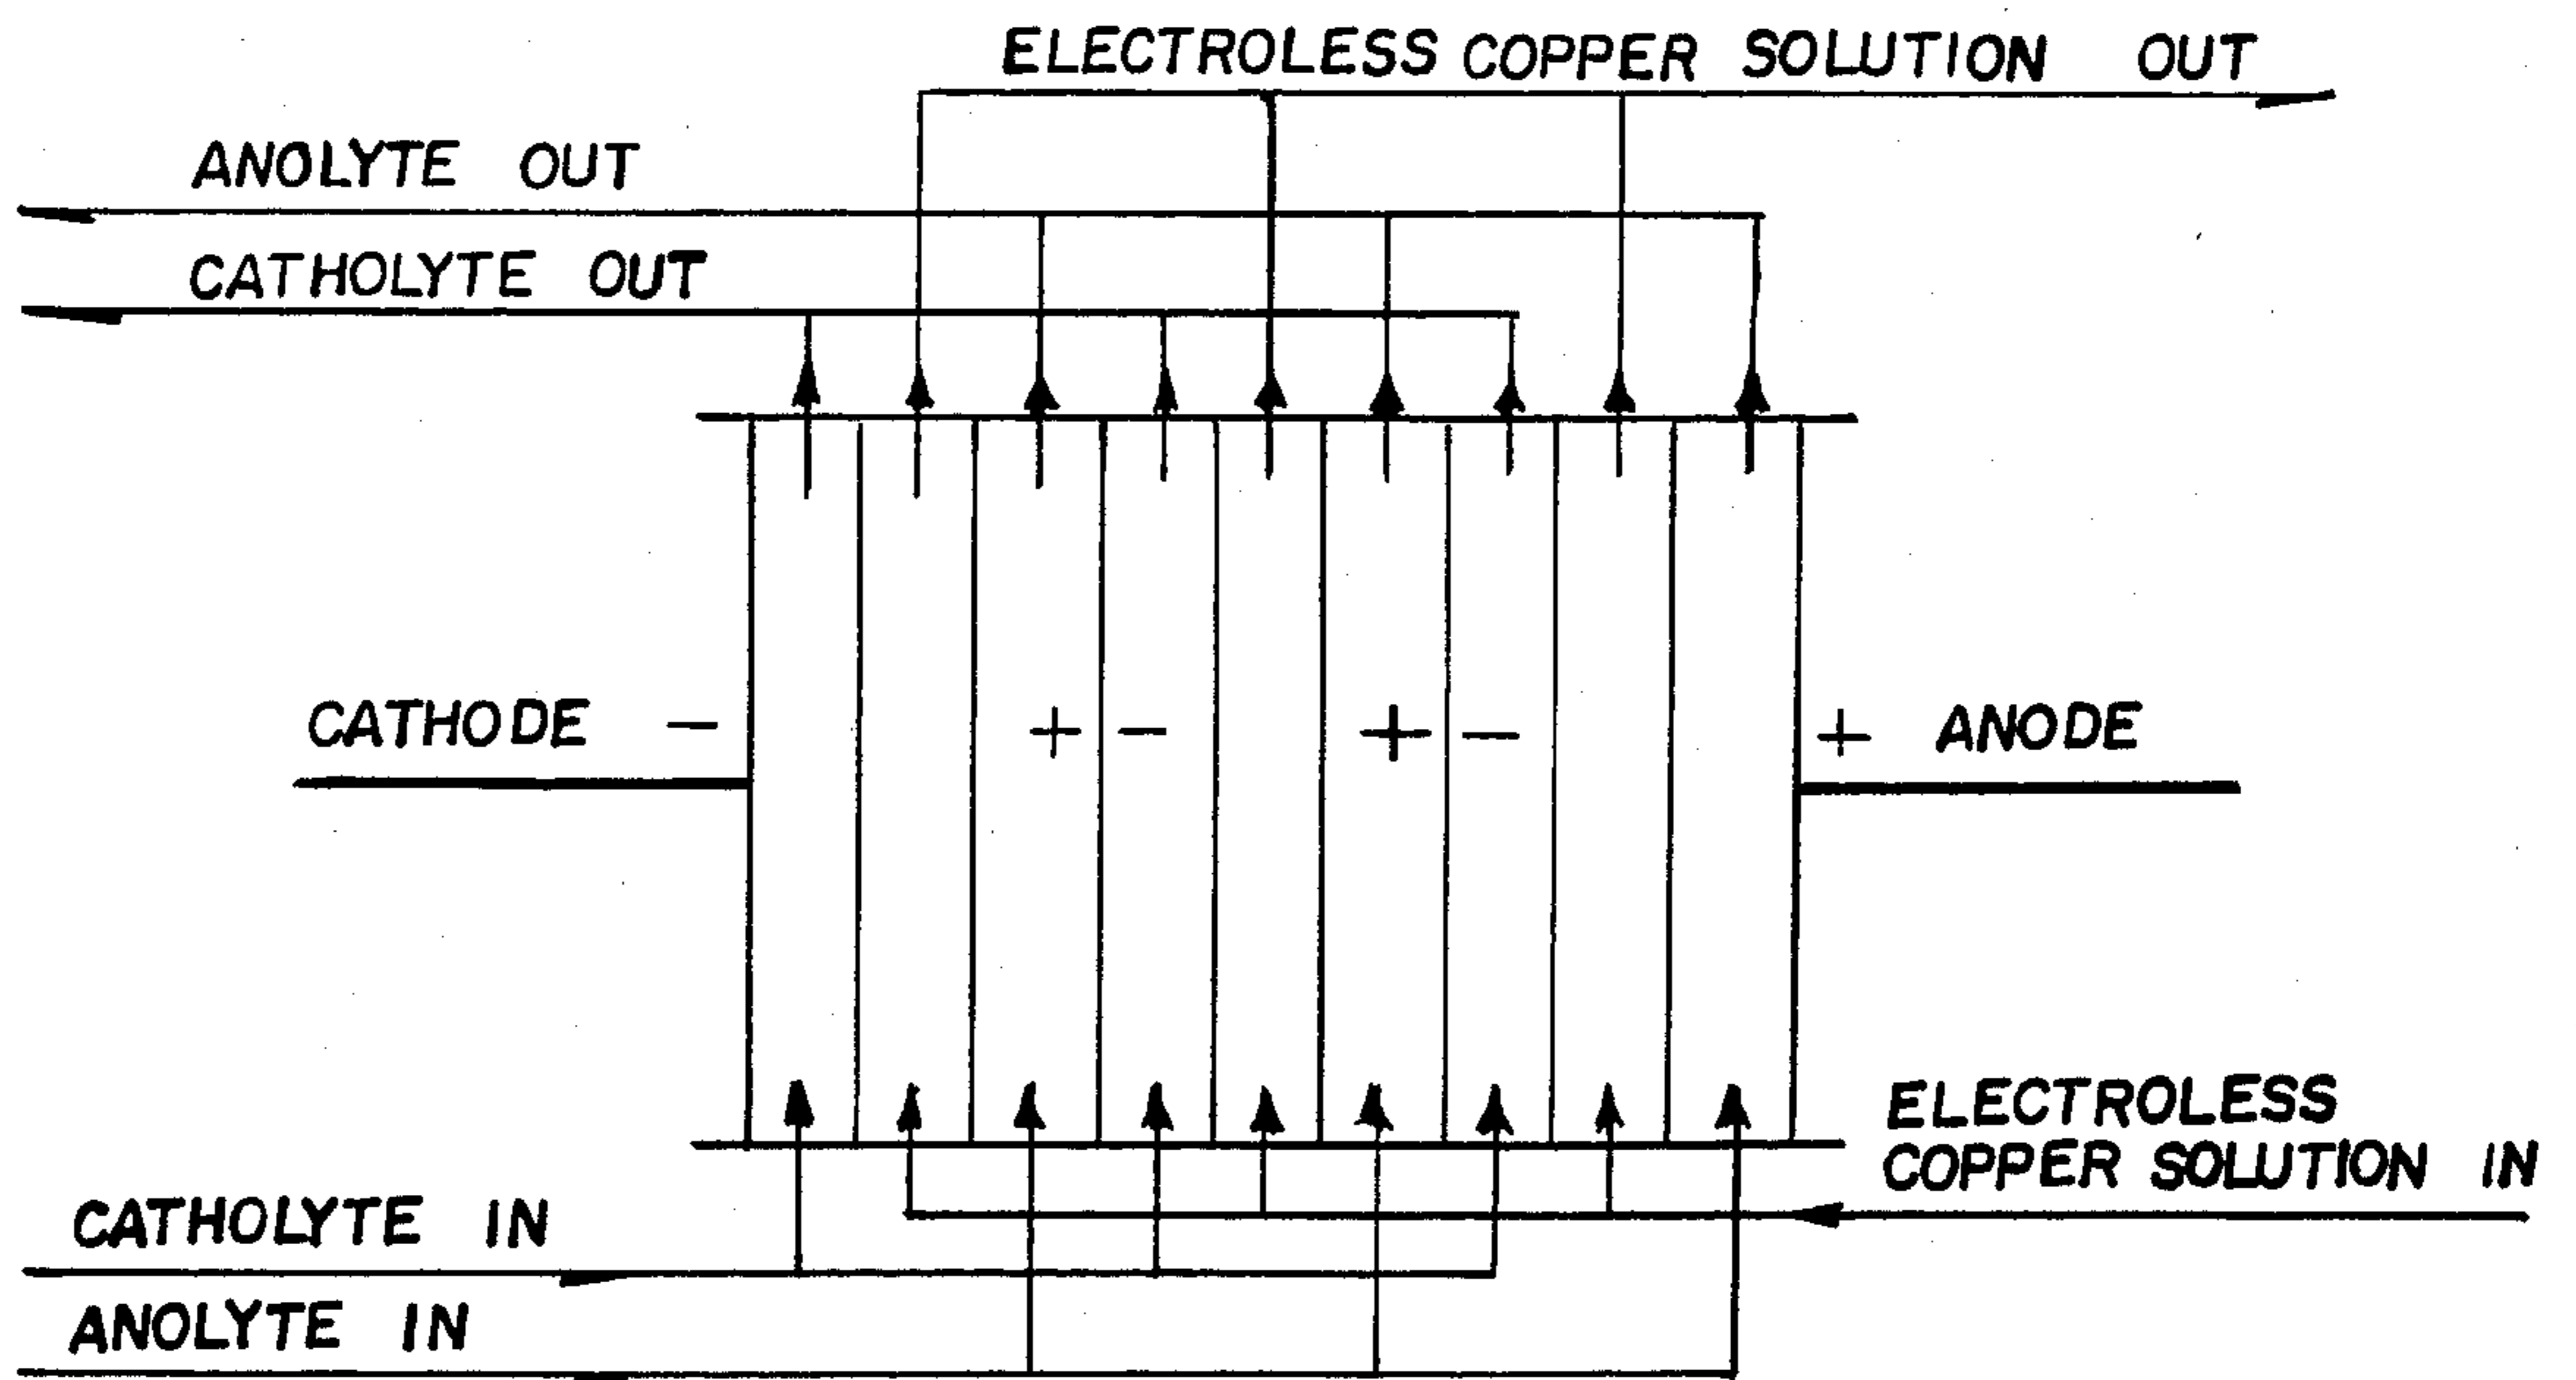 ELECTROLESS COPPER SOLUTION OUT
ANOLYTE OUT
CATHOLYTE OUT
CATHODE - + - + - + ANODE
ELECTROLESS
COPPER SOLUTION IN
CATHOLYTE IN
ANOLYTE IN